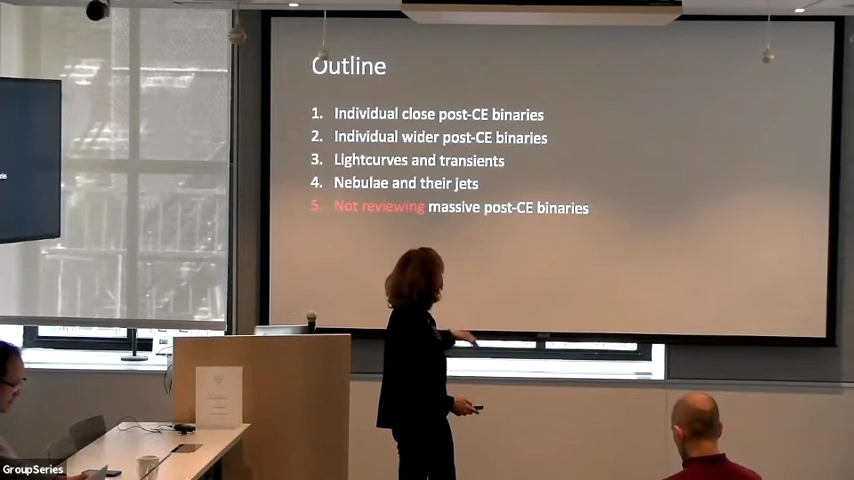 Outline
1. Individual close post-CE binaries
2. Individual wider post-CE binaries
3. Lightcurves and transients
4. Nebulae and their jets
5. Not reviewing massive post-CE binaries
GroupSeries